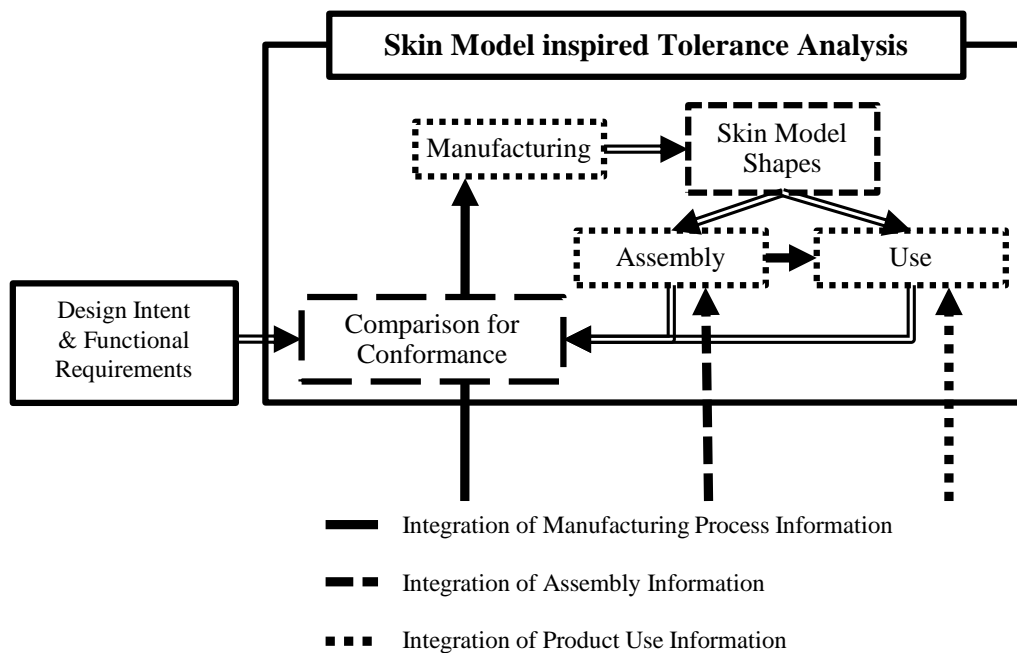 Skin Model inspired Tolerance Analysis
Manufacturing
Skin Model
Shapes
Assembly
Use
Design Intent
& Functional
Requirements
Comparison for
Conformance
Integration of Manufacturing Process Information
Integration of Assembly Information
Integration of Product Use Information